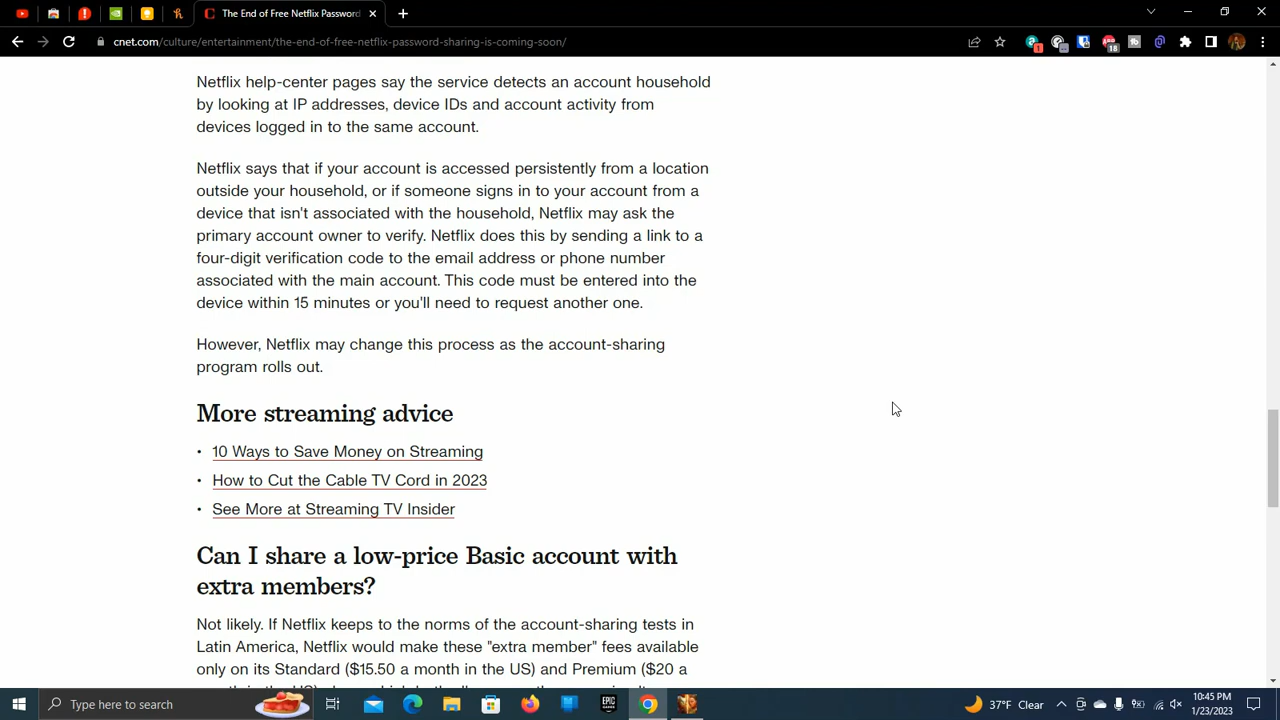 The End of Free Netflix Password
cnet.com/culture/entertainment/the-end-of-free-netflix-password-sharing-is-coming-soon/
1
18
Netflix help-center pages say the service detects an account household
by looking at IP addresses, device IDs and account activity from
devices logged in to the same account.
Netflix says that if your account is accessed persistently from a location
outside your household, or if someone signs in to your account from a
device that isn't associated with the household, Netflix may ask the
primary account owner to verify. Netflix does this by sending a link to a
four-digit verification code to the email address or phone number
associated with the main account. This code must be entered into the
device within 15 minutes or you'll need to request another one.
However, Netflix may change this process as the account-sharing
program rolls out.
More streaming advice
• 10 Ways to Save Money on Streaming
• How to Cut the Cable TV Cord in 2023
• See More at Streaming TV Insider
Can I share a low-price Basic account with
extra members?
Not likely. If Netflix keeps to the norms of the account-sharing tests in
Latin America, Netflix would make these "extra member" fees available
only on its Standard ($15.50 a month in the US) and Premium ($20 a
Type here to search
EPIC
37°F Clear
10:45 PM
1/23/2023